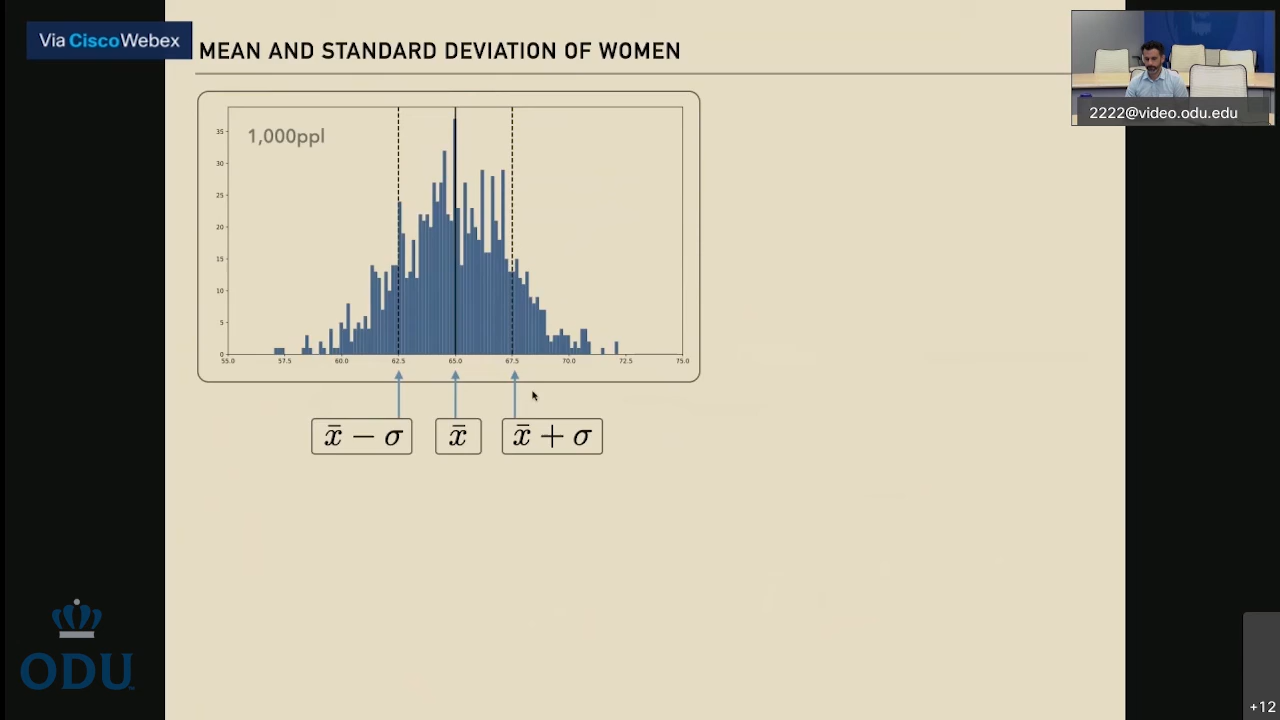 Via Cisco Webex
MEAN AND STANDARD DEVIATION OF WOMEN
2222@video.odu.edu
1,000ppl
35
30
25
20
15
10
5
0
55.0 57.5 60.0 62.5 65.0 67.5 70.0 72.5 75.0
x̄ − σ x̄ x̄ + σ
ODU
+12